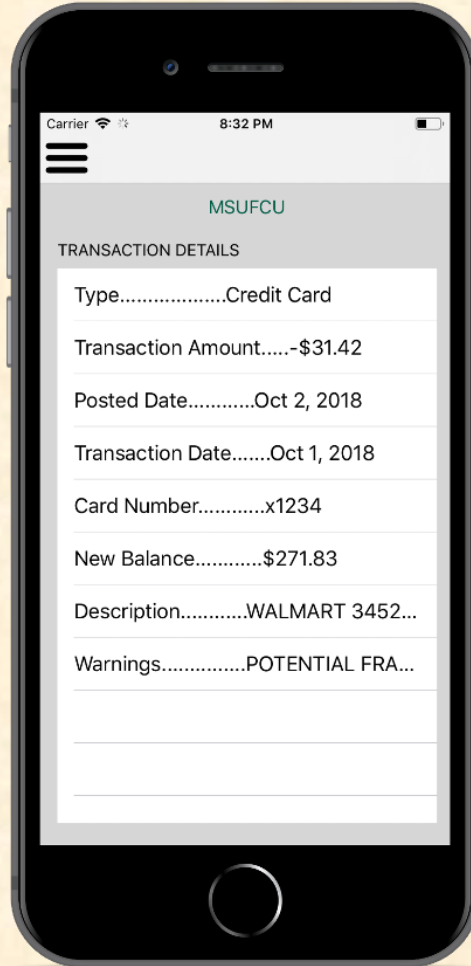 Carrier 8:32 PM
MSUFCU
TRANSACTION DETAILS
Type...................Credit Card
Transaction Amount.....-$31.42
Posted Date............Oct 2, 2018
Transaction Date.......Oct 1, 2018
Card Number............x1234
New Balance............$271.83
Description............WALMART 3452...
Warnings...............POTENTIAL FRA...